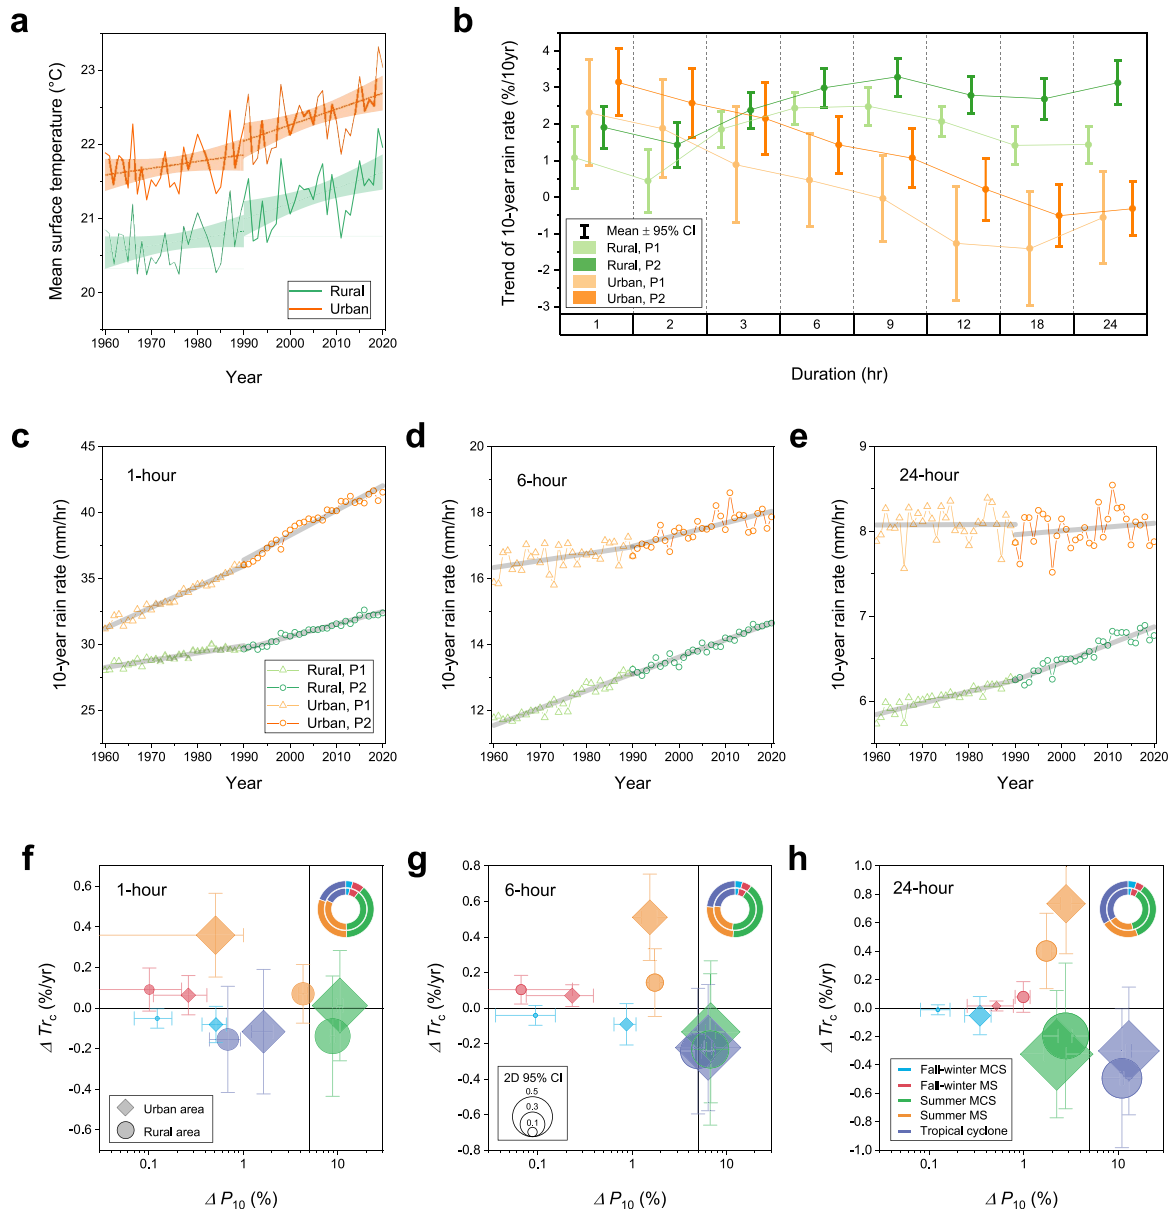 a
Mean surface temperature (°C)
23
22
21
20
Rural
Urban
1960 1970 1980 1990 2000 2010 2020
Year
b
Trend of 10-year rain rate (%/10yr)
4
3
2
1
0
-1
-2
-3
Mean ± 95% CI
Rural, P1
Rural, P2
Urban, P1
Urban, P2
1 2 3 6 9 12 18 24
Duration (hr)
c
10-year rain rate (mm/hr)
45
40
35
30
25
1-hour
Rural, P1
Rural, P2
Urban, P1
Urban, P2
1960 1970 1980 1990 2000 2010 2020
Year
d
10-year rain rate (mm/hr)
20
18
16
14
12
6-hour
1960 1970 1980 1990 2000 2010 2020
Year
e
10-year rain rate (mm/hr)
9
8
7
6
24-hour
1960 1970 1980 1990 2000 2010 2020
Year
f
Δ Trc (%/yr)
0.6
0.4
0.2
0.0
-0.2
-0.4
-0.6
1-hour
Urban area
Rural area
0.1 1 10
Δ P10 (%)
g
Δ Trc (%/yr)
0.8
0.6
0.4
0.2
0.0
-0.2
-0.4
-0.6
-0.8
6-hour
2D 95% CI
0.5
0.3
0.1
0.1 1 10
Δ P10 (%)
h
Δ Trc (%/yr)
1.0
0.8
0.6
0.4
0.2
0.0
-0.2
-0.4
-0.6
-0.8
-1.0
24-hour
Fall-winter MCS
Fall-winter MS
Summer MCS
Summer MS
Tropical cyclone
0.1 1 10
Δ P10 (%)